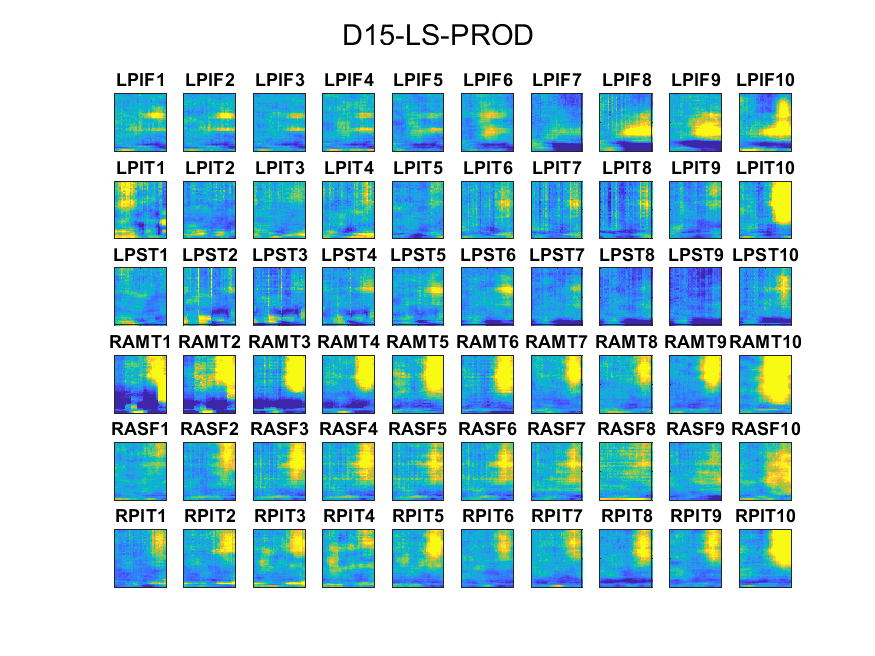 D15-LS-PROD
LPIF1 LPIF2 LPIF3 LPIF4 LPIF5 LPIF6 LPIF7 LPIF8 LPIF9 LPIF10
LPIT1 LPIT2 LPIT3 LPIT4 LPIT5 LPIT6 LPIT7 LPIT8 LPIT9 LPIT10
LPST1 LPST2 LPST3 LPST4 LPST5 LPST6 LPST7 LPST8 LPST9 LPST10
RAMT1 RAMT2 RAMT3 RAMT4 RAMT5 RAMT6 RAMT7 RAMT8 RAMT9 RAMT10
RASF1 RASF2 RASF3 RASF4 RASF5 RASF6 RASF7 RASF8 RASF9 RASF10
RPIT1 RPIT2 RPIT3 RPIT4 RPIT5 RPIT6 RPIT7 RPIT8 RPIT9 RPIT10